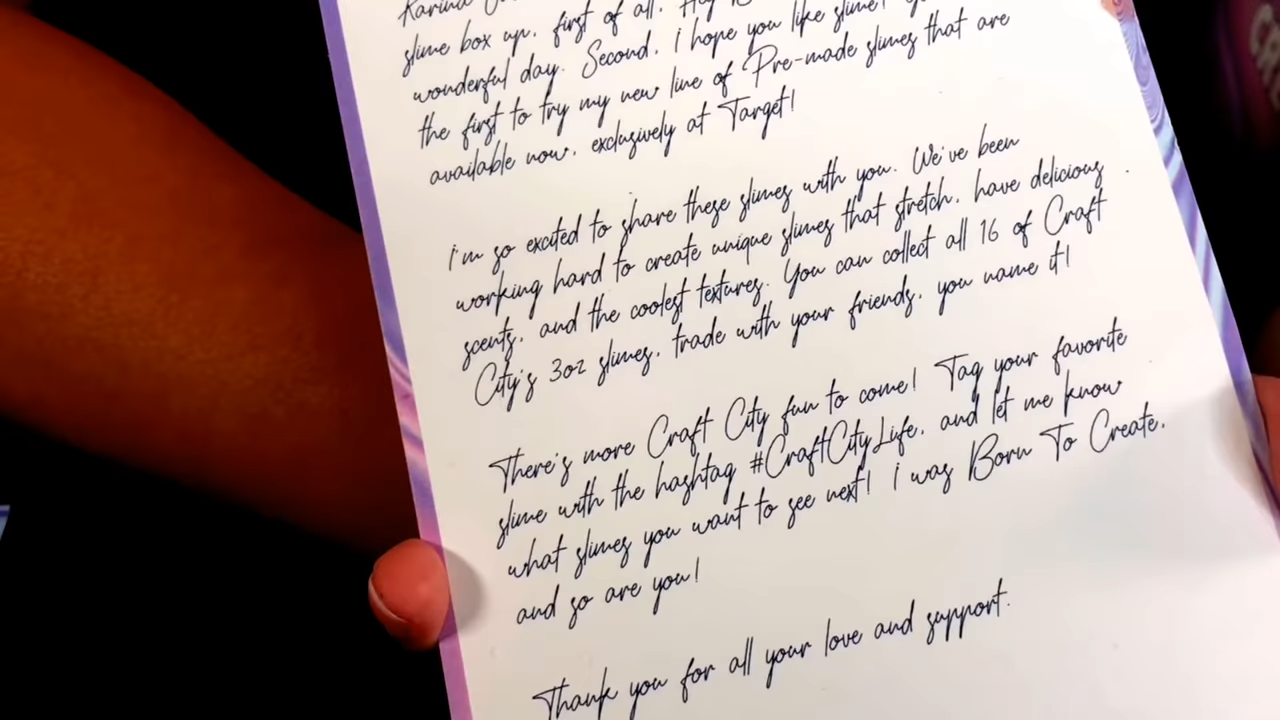 Karina
slime box up, first of all. Hey
wonderful day. Second, i hope you like slime!
the first to try my new line of Pre-made slimes that are
available now, exclusively at Target!
i'm so excited to share these slimes with you. We've been
working hard to create unique slimes that stretch, have delicious
scents, and the coolest textures. You can collect all 16 of Craft
City's 3oz slimes, trade with your friends, you name it!
There's more Craft City fun to come! Tag your favorite
slime with the hashtag #CraftCityLife, and let me know
what slimes you want to see next! i was Born To Create,
and so are you!
Thank you for all your love and support.